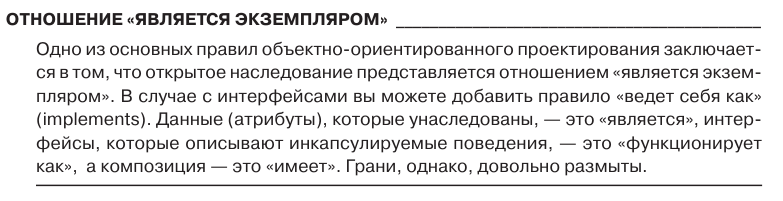 ОТНОШЕНИЕ «ЯВЛЯЕТСЯ ЭКЗЕМПЛЯРОМ»
Одно из основных правил объектно-ориентированного проектирования заключает-
ся в том, что открытое наследование представляется отношением «является экзем-
пляром». В случае с интерфейсами вы можете добавить правило «ведет себя как»
(implements). Данные (атрибуты), которые унаследованы, — это «является», интер-
фейсы, которые описывают инкапсулируемые поведения, — это «функционирует
как», а композиция — это «имеет». Грани, однако, довольно размыты.